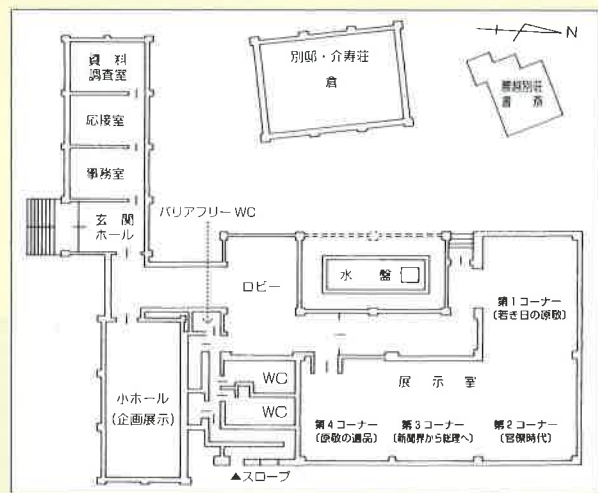 資料
調査室
応接室
事務室
玄関
ホール
バリアフリーWC
別邸・介寿荘
倉
N
腰越別荘
書斎
ロビー
水盤
第1コーナー
(若き日の原敬)
展示室
小ホール
(企画展示)
WC
WC
第4コーナー
(原敬の遺品)
第3コーナー
(新聞界から総理へ)
第2コーナー
(官僚時代)
▲スロープ